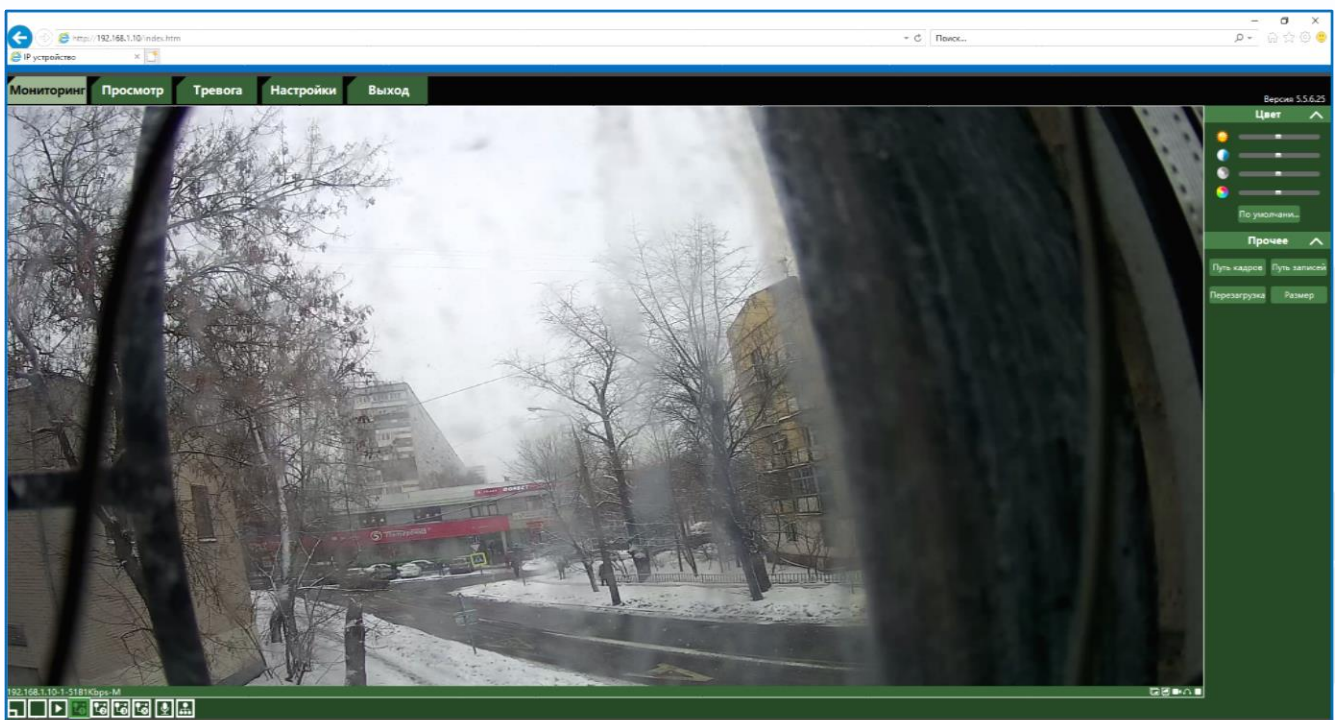 http://192.168.1.10/index.htm
Поиск...
IP устройство
Мониторинг Просмотр Тревога Настройки Выход
Версия 5.5.6.25
Цвет
По умолчани...
Прочее
Путь кадров Путь записей
Перезагрузка Размер
192.168.1.10-1-5181Kbps-M